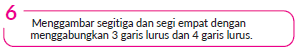 6
Menggambar segitiga dan segi empat dengan
menggabungkan 3 garis lurus dan 4 garis lurus.